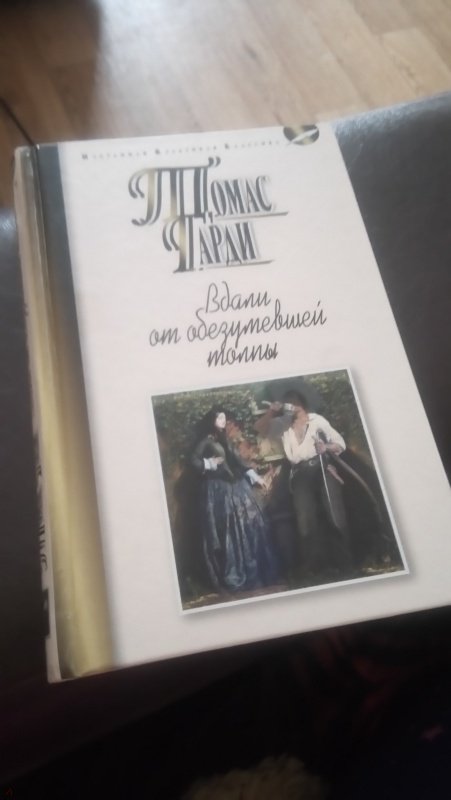 Томас
Гарди
Вдали
от обезумевшей
толпы